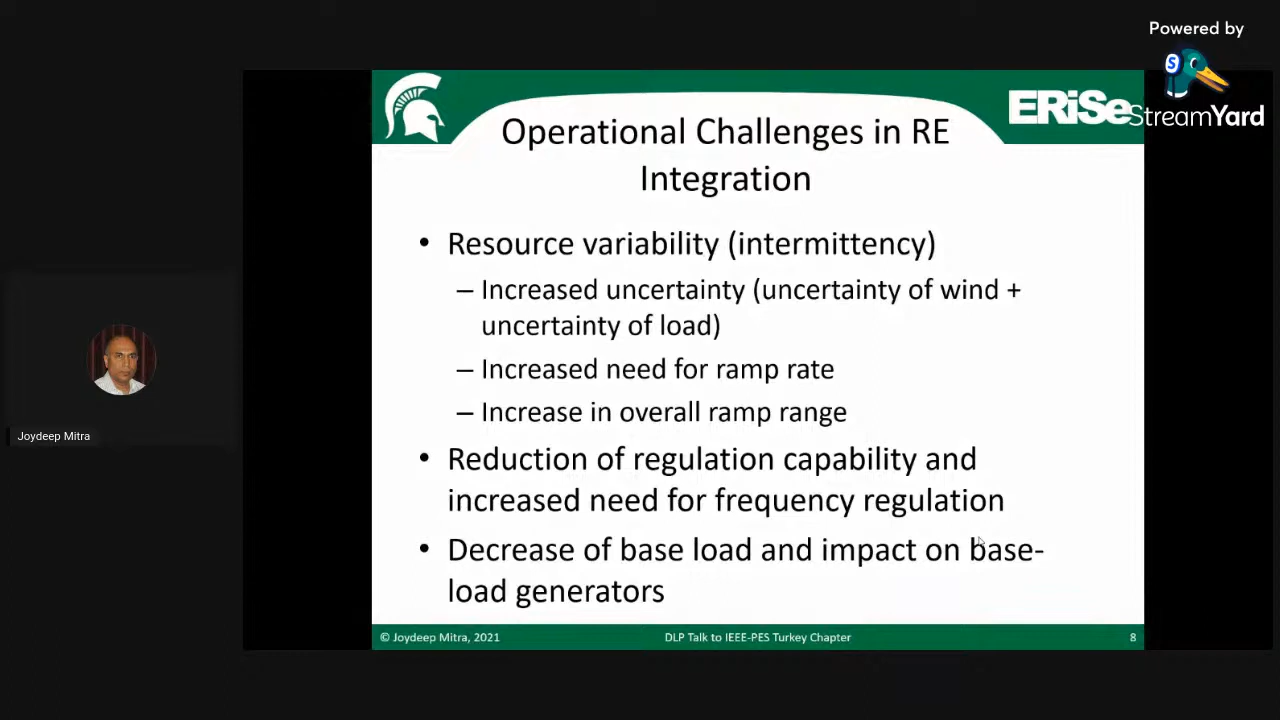 Powered by
S
StreamYard
ERiSe
Operational Challenges in RE
Integration
• Resource variability (intermittency)
– Increased uncertainty (uncertainty of wind +
uncertainty of load)
– Increased need for ramp rate
– Increase in overall ramp range
• Reduction of regulation capability and
increased need for frequency regulation
• Decrease of base load and impact on base-
load generators
Joydeep Mitra
© Joydeep Mitra, 2021
DLP Talk to IEEE-PES Turkey Chapter
8